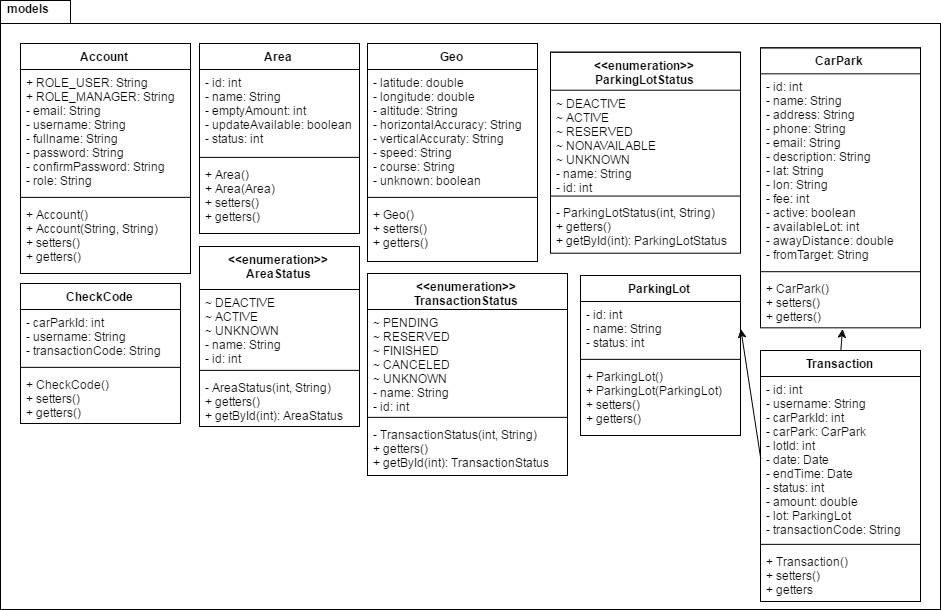 models
Account
+ ROLE_USER: String
+ ROLE_MANAGER: String
- email: String
- username: String
- fullname: String
- password: String
- confirmPassword: String
- role: String
+ Account()
+ Account(String, String)
+ setters()
+ getters()
Area
- id: int
- name: String
- emptyAmount: int
- updateAvailable: boolean
- status: int
+ Area()
+ Area(Area)
+ setters()
+ getters()
Geo
- latitude: double
- longitude: double
- altitude: String
- horizontalAccuracy: String
- verticalAccuraty: String
- speed: String
- course: String
- unknown: boolean
+ Geo()
+ setters()
+ getters()
<<enumeration>>
ParkingLotStatus
~ DEACTIVE
~ ACTIVE
~ RESERVED
~ NONAVAILABLE
~ UNKNOWN
- name: String
- id: int
- ParkingLotStatus(int, String)
+ getters()
+ getById(int): ParkingLotStatus
CarPark
- id: int
- name: String
- address: String
- phone: String
- email: String
- description: String
- lat: String
- lon: String
- fee: int
- active: boolean
- availableLot: int
- awayDistance: double
- fromTarget: String
+ CarPark()
+ setters()
+ getters()
CheckCode
- carParkId: int
- username: String
- transactionCode: String
+ CheckCode()
+ setters()
+ getters()
<<enumeration>>
AreaStatus
~ DEACTIVE
~ ACTIVE
~ UNKNOWN
- name: String
- id: int
- AreaStatus(int, String)
+ getters()
+ getById(int): AreaStatus
<<enumeration>>
TransactionStatus
~ PENDING
~ RESERVED
~ FINISHED
~ CANCELED
~ UNKNOWN
- name: String
- id: int
- TransactionStatus(int, String)
+ getters()
+ getById(int): TransactionStatus
ParkingLot
- id: int
- name: String
- status: int
+ ParkingLot()
+ ParkingLot(ParkingLot)
+ setters()
+ getters()
Transaction
- id: int
- username: String
- carParkId: int
- carPark: CarPark
- lotId: int
- date: Date
- endTime: Date
- status: int
- amount: double
- lot: ParkingLot
- transactionCode: String
+ Transaction()
+ setters()
+ getters